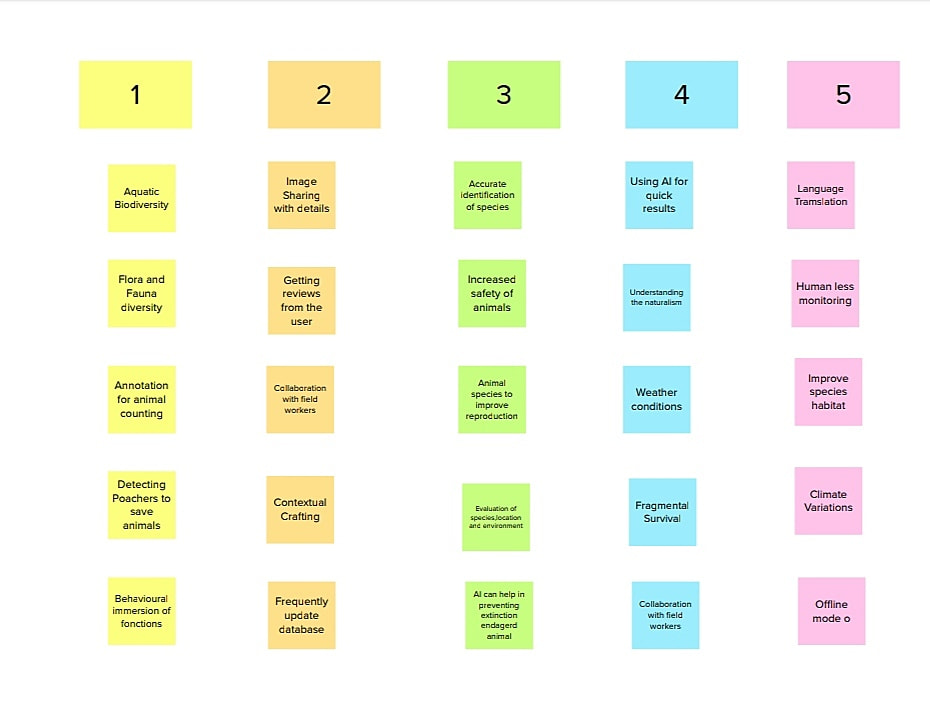 1
2
3
4
5
Aquatic
Biodiversity
Image
Sharing
with details
Accurate
identification
of species
Using AI for
quick
results
Language
Tramslation
Flora and
Fauna
diversity
Getting
reviews
from the
user
Increased
safety of
animals
Understanding
the naturalism
Human less
monitoring
Annotation
for animal
counting
Collaboration
with field
workers
Animal
species to
improve
reproduction
Weather
conditions
Improve
species
habitat
Detecting
Poachers to
save
animals
Contextual
Crafting
Evaluation of
species,location
and environment
Fragmental
Survival
Climate
Variations
Behavioural
immersion of
fonctions
Frequently
update
database
AI can help in
preventing
extinction
endagerd
animal
Collaboration
with field
workers
Offline
mode o